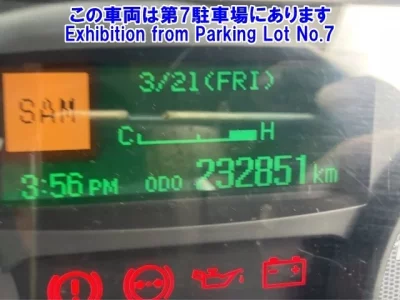 この車両は第7駐車場にあります
Exhibition from Parking Lot No.7
3/21(FRI)
SAM
C H
3:56 PM ODO 232851 km